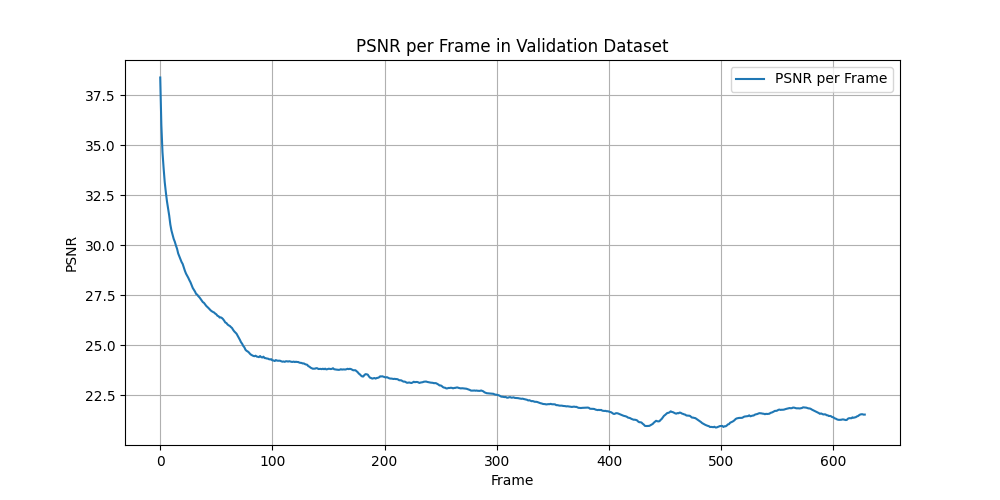 PSNR per Frame in Validation Dataset
PSNR per Frame
PSNR
37.5
35.0
32.5
30.0
27.5
25.0
22.5
0 100 200 300 400 500 600
Frame